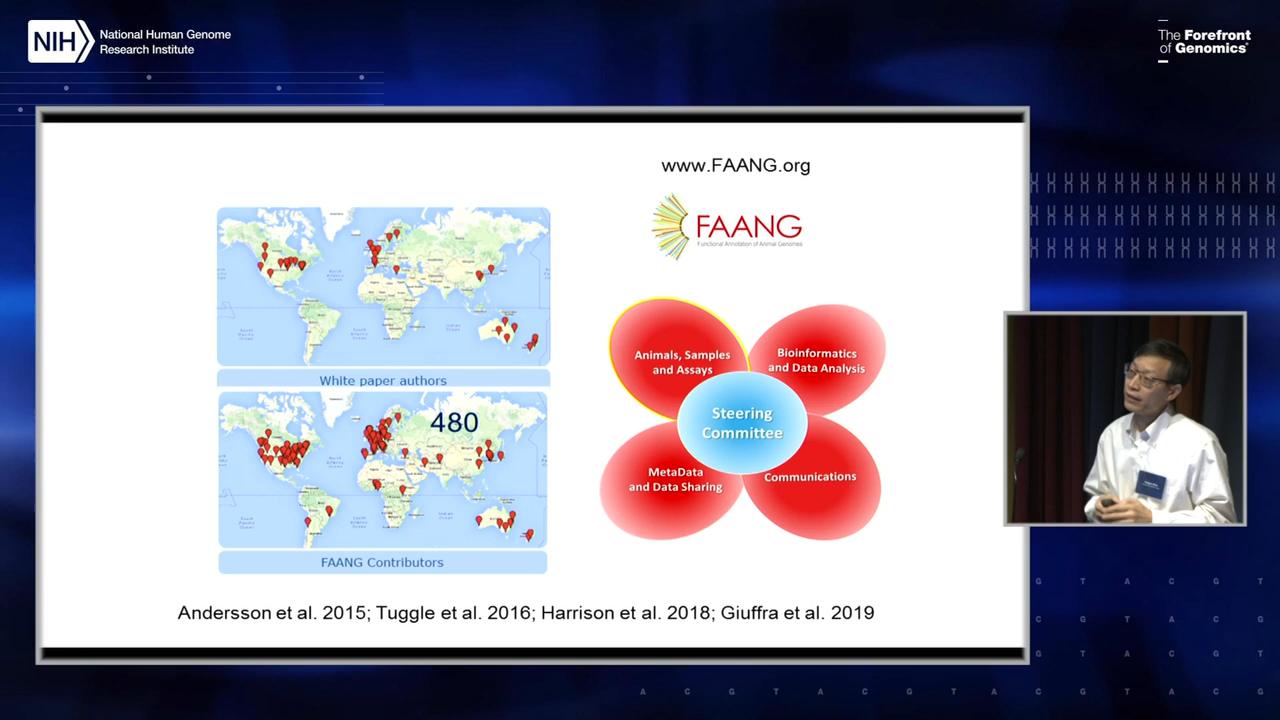 NIH
National Human Genome
Research Institute
The Forefront
of Genomics®
www.FAANG.org
FAANG
Functional Annotation of Animal Genomes
White paper authors
480
FAANG Contributors
Animals, Samples
and Assays
Bioinformatics
and Data Analysis
Steering
Committee
MetaData
and Data Sharing
Communications
Andersson et al. 2015; Tuggle et al. 2016; Harrison et al. 2018; Giuffra et al. 2019
G T A C G T
C G T A C G
G T A C G T
A C G T A C G T A C G T A C G